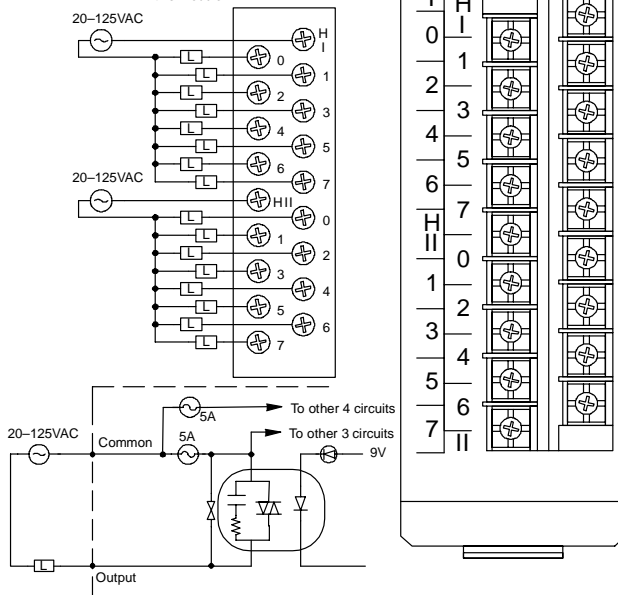 20–125VAC
H
I
L
0
L
1
L
2
L
3
L
4
L
5
L
6
L
7
20–125VAC
HII
L
0
L
1
L
2
L
3
L
4
L
5
L
6
L
7
5A
To other 4 circuits
20–125VAC
Common
5A
To other 3 circuits
9V
L
Output
H
I
0
1
2
3
4
5
6
7
H
II
0
1
2
3
4
5
6
7
II